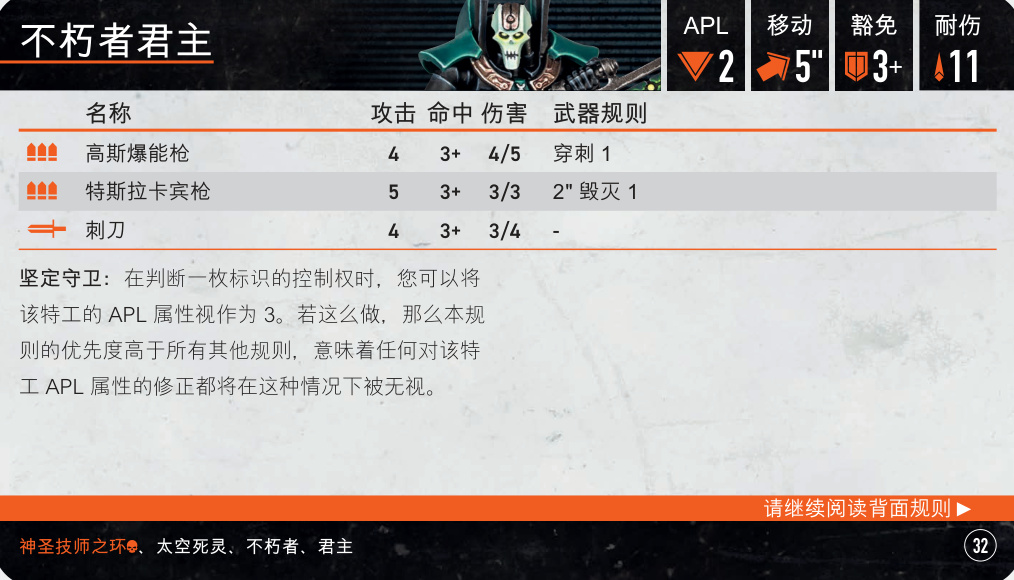 不朽者君主
APL 移动 豁免 耐伤
2 5" 3+ 11
名称 攻击 命中 伤害 武器规则
高斯爆能枪 4 3+ 4/5 穿刺 1
特斯拉卡宾枪 5 3+ 3/3 2" 毁灭 1
刺刀 4 3+ 3/4 -
坚定守卫：在判断一枚标识的控制权时，您可以将
该特工的 APL 属性视作为 3。若这么做，那么本规
则的优先度高于所有其他规则，意味着任何对该特
工 APL 属性的修正都将在这种情况下被无视。
请继续阅读背面规则 ▶
神圣技师之环、太空死灵、不朽者、君主
32